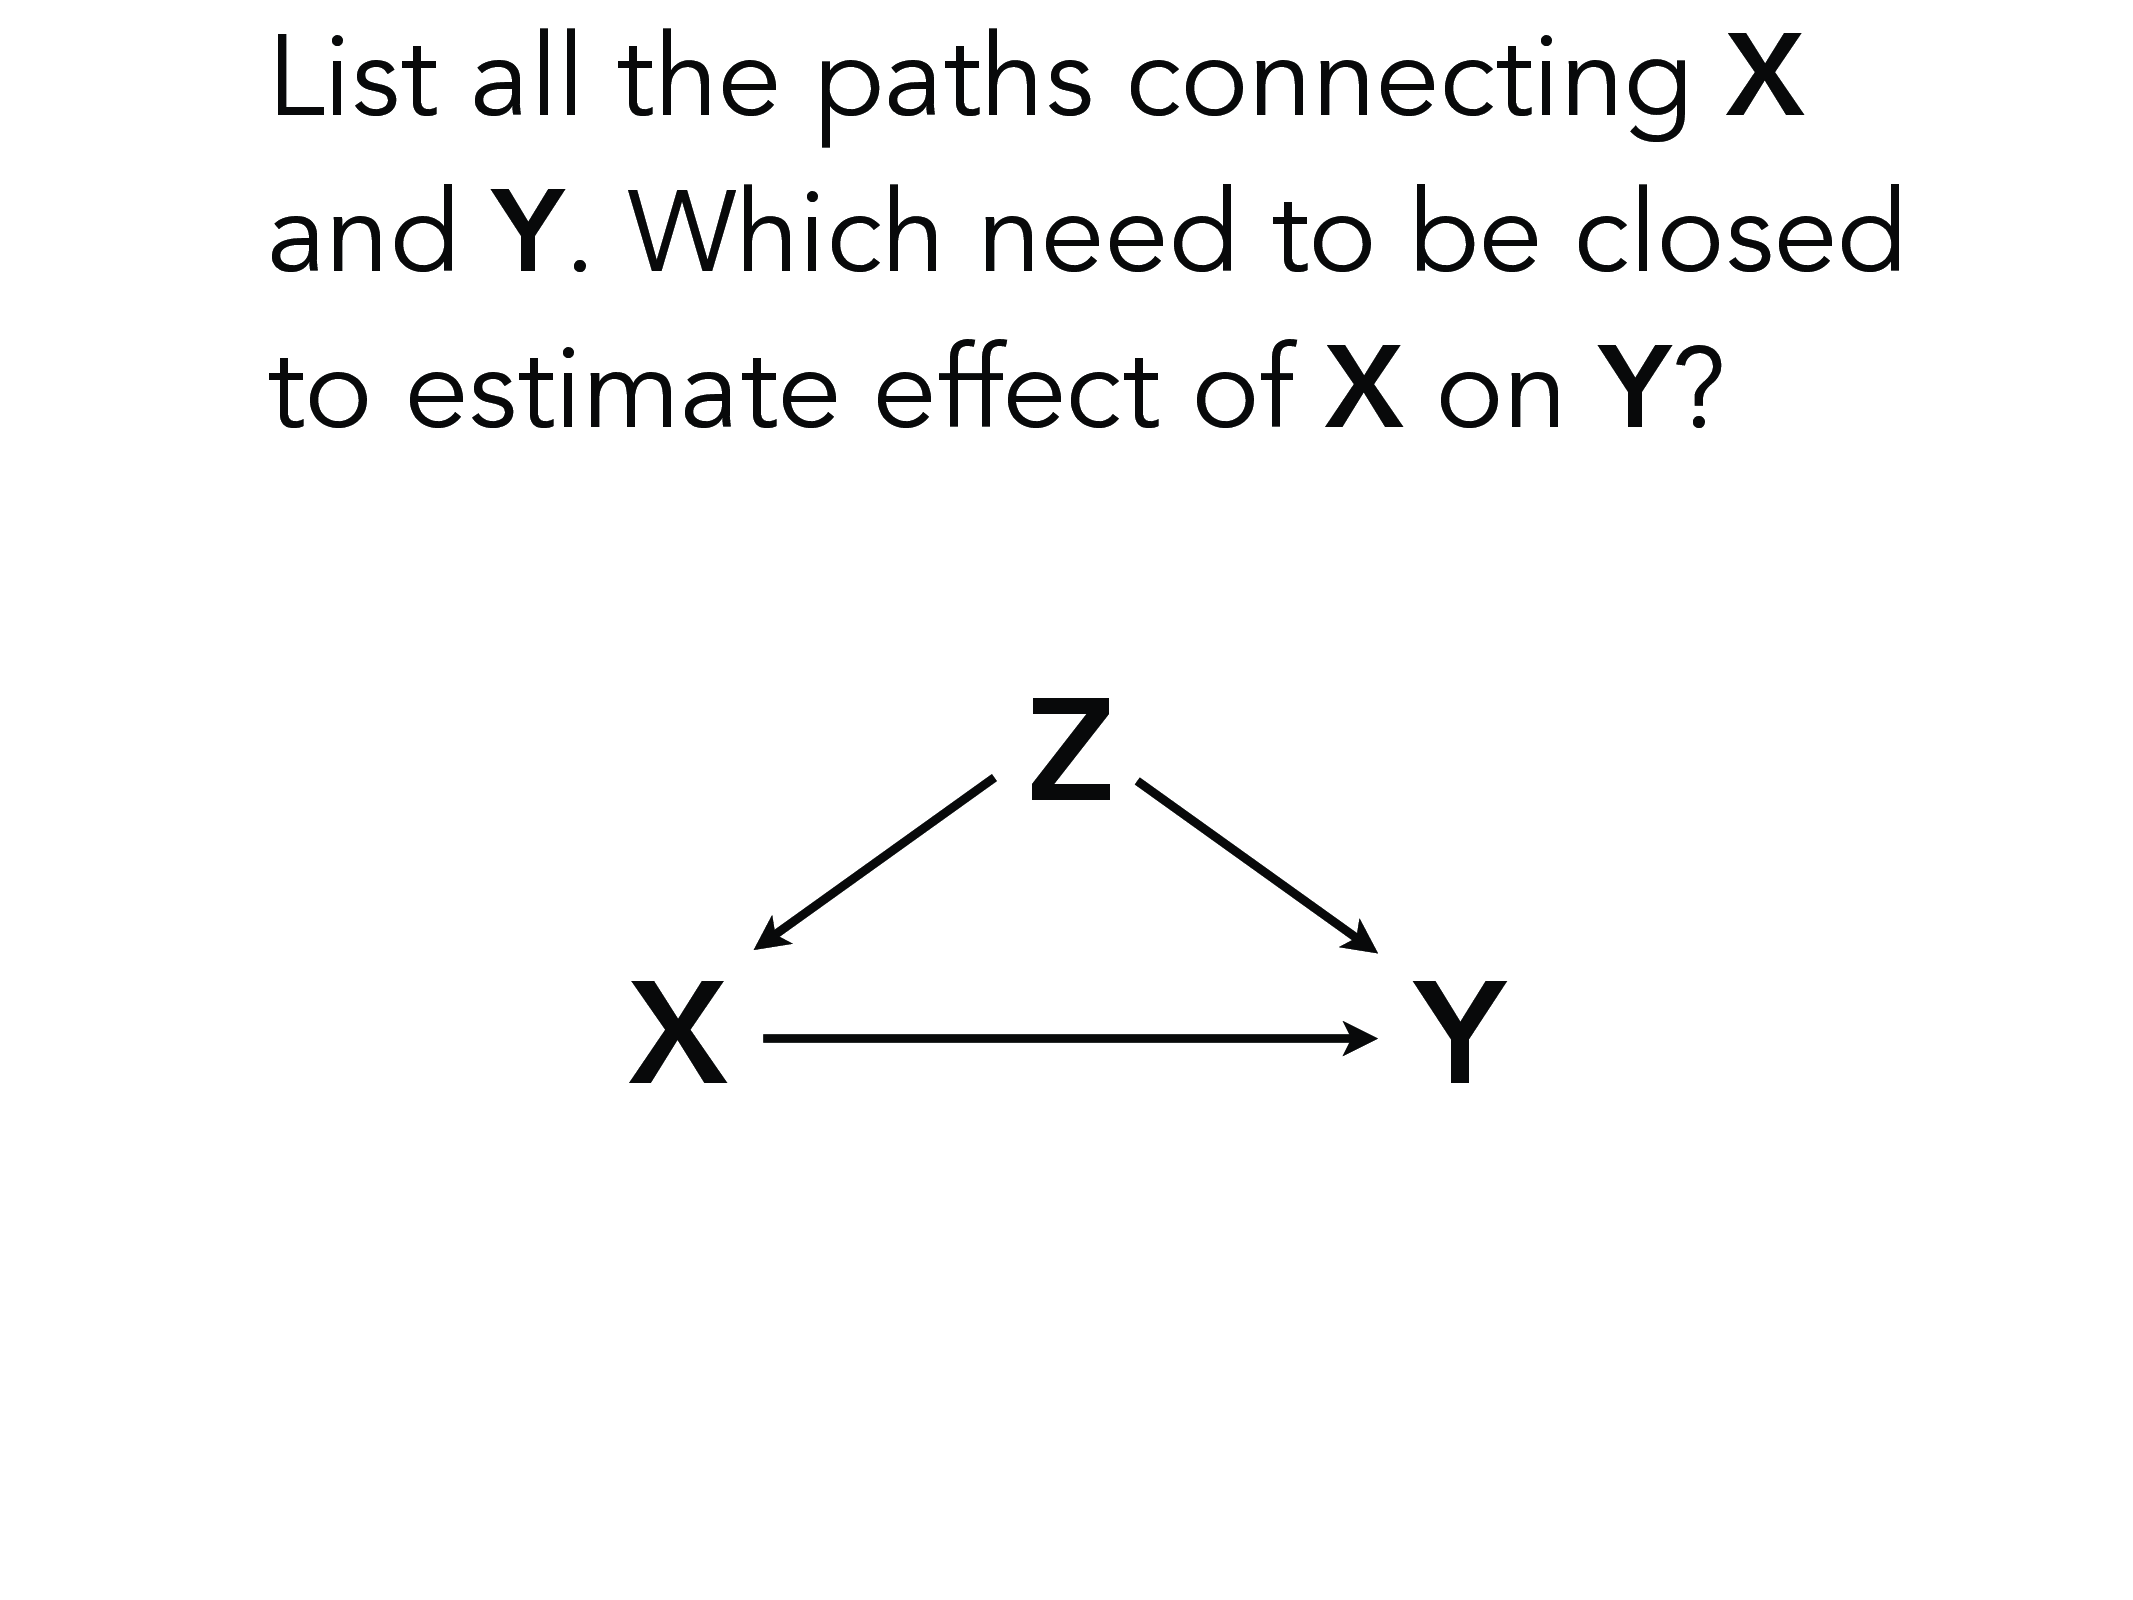 List all the paths connecting X
and Y. Which need to be closed
to estimate effect of X on Y?
Z
X
Y